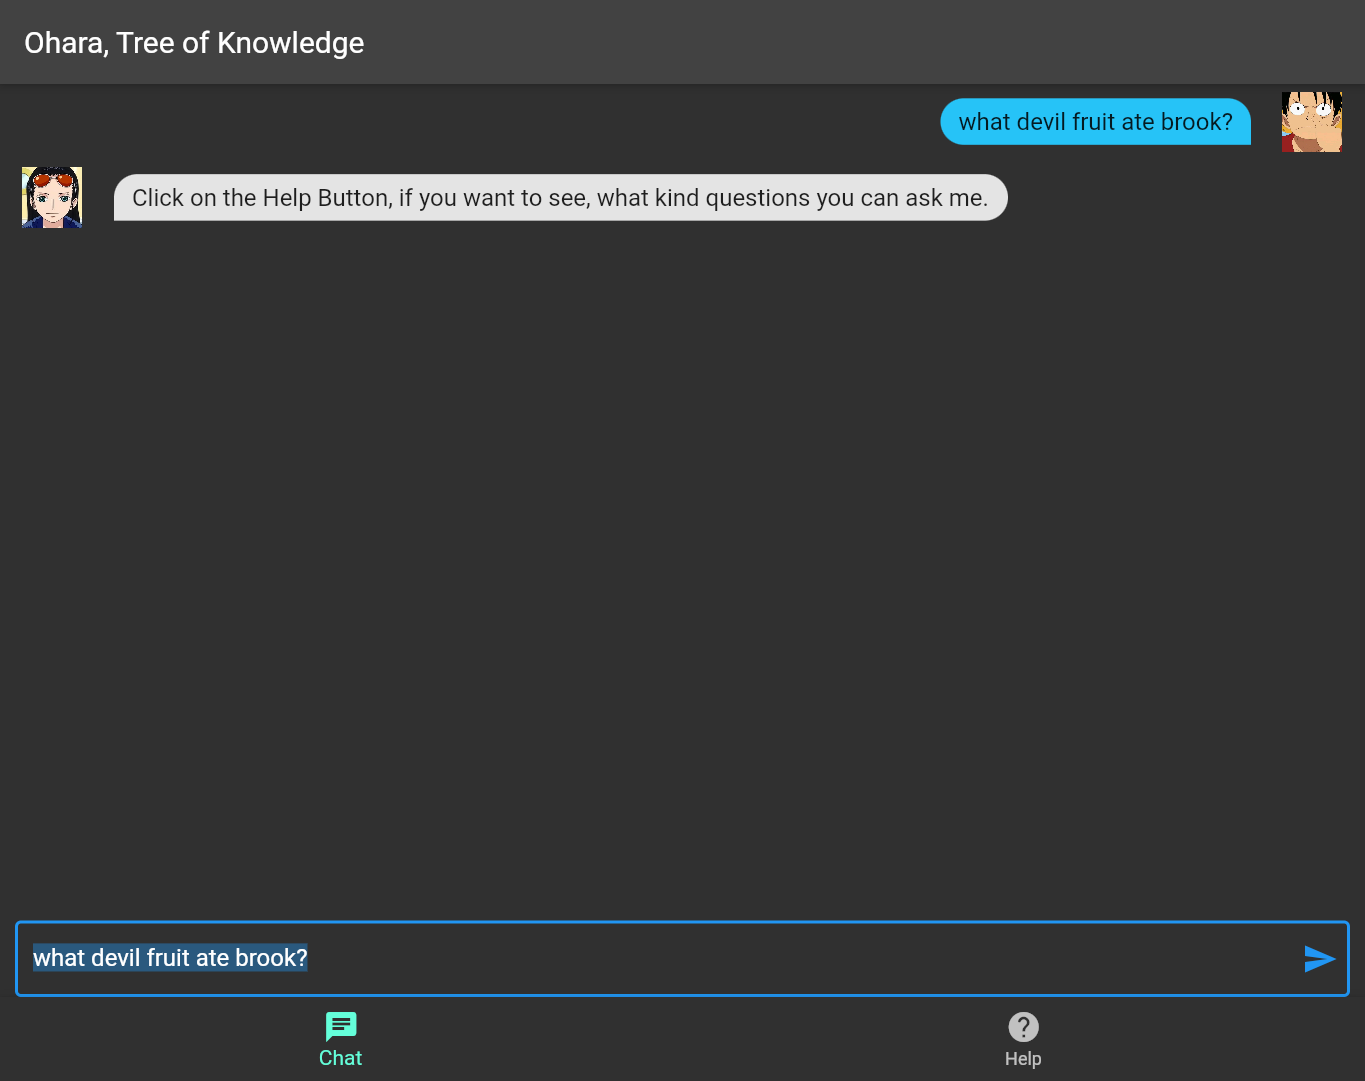 Ohara, Tree of Knowledge
what devil fruit ate brook?
Click on the Help Button, if you want to see, what kind questions you can ask me.
what devil fruit ate brook?
Chat
Help